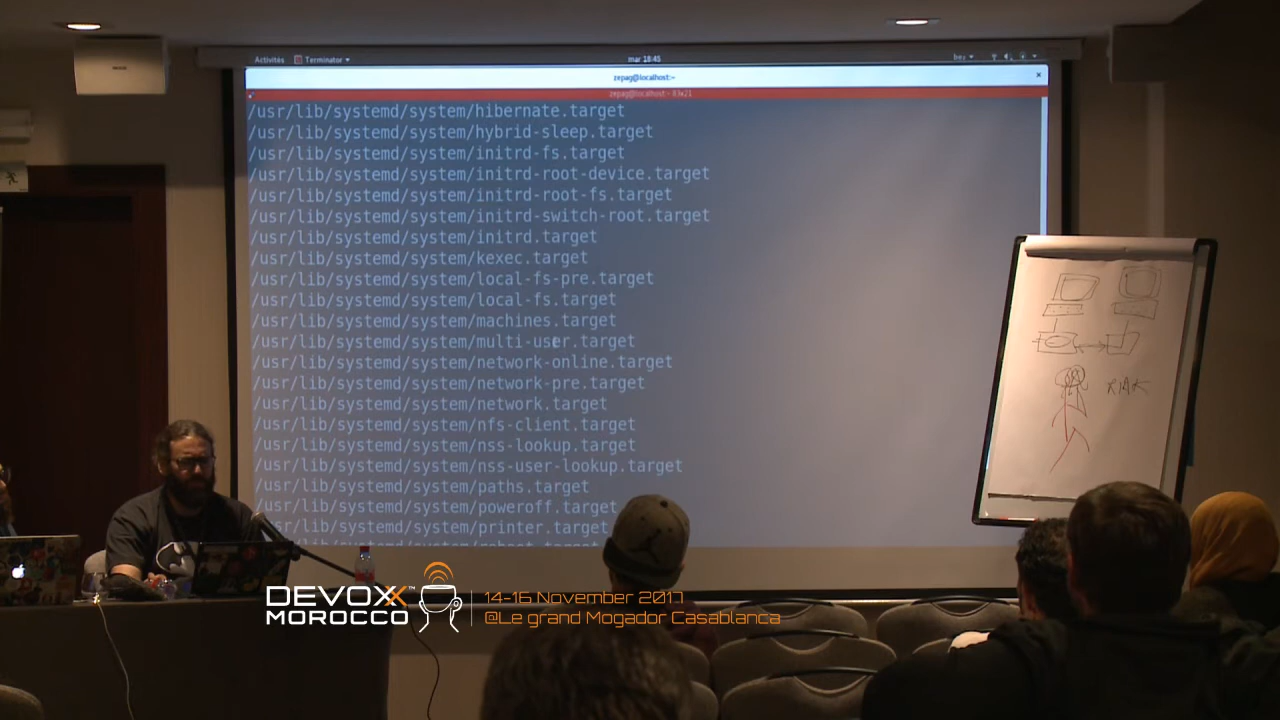 Activités Terminator mar 18:45
zepag@localhost:~
zepag@localhost:~ 83x21
/usr/lib/systemd/system/hibernate.target
/usr/lib/systemd/system/hybrid-sleep.target
/usr/lib/systemd/system/initrd-fs.target
/usr/lib/systemd/system/initrd-root-device.target
/usr/lib/systemd/system/initrd-root-fs.target
/usr/lib/systemd/system/initrd-switch-root.target
/usr/lib/systemd/system/initrd.target
/usr/lib/systemd/system/kexec.target
/usr/lib/systemd/system/local-fs-pre.target
/usr/lib/systemd/system/local-fs.target
/usr/lib/systemd/system/machines.target
/usr/lib/systemd/system/multi-user.target
/usr/lib/systemd/system/network-online.target
/usr/lib/systemd/system/network-pre.target
/usr/lib/systemd/system/network.target
/usr/lib/systemd/system/nfs-client.target
/usr/lib/systemd/system/nss-lookup.target
/usr/lib/systemd/system/nss-user-lookup.target
/usr/lib/systemd/system/paths.target
/usr/lib/systemd/system/poweroff.target
/usr/lib/systemd/system/printer.target
DEVOXX™
MOROCCO
14-16 November 2017
@Le grand Mogador Casablanca